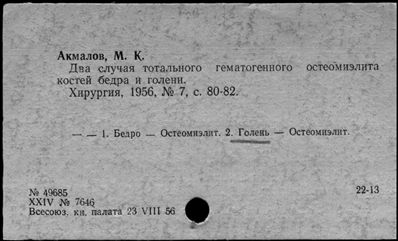 Акмалов, М. К.
Два случая тотального гематогенного остеомиэлита
костей бедра и голени.
Хирургия, 1956, № 7, с. 80-82.
— — 1. Бедро — Остеомиэлит. 2. Голень — Остеомиэлит.
№ 49685
22-13
XXIV № 7646
Всесоюз. кн. палата 23 VIII 56